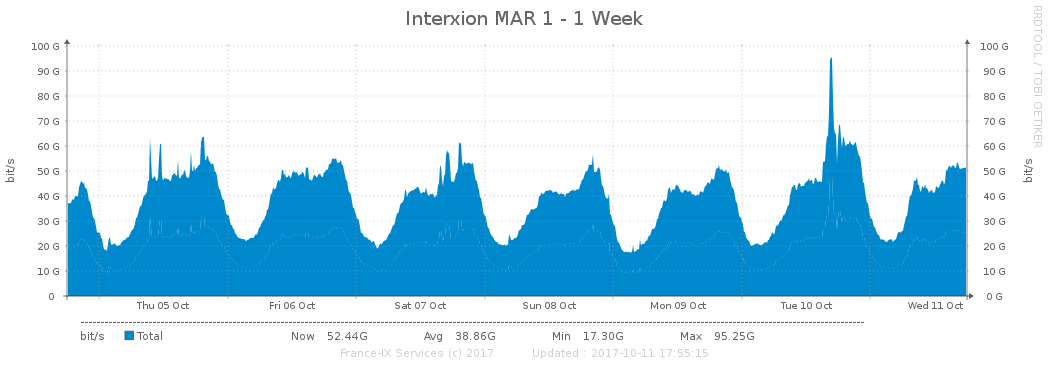 Interxion MAR 1 - 1 Week
RRDTOOL / TOBI OETIKER
bit/s
bit/s
100 G 100 G
90 G 90 G
80 G 80 G
70 G 70 G
60 G 60 G
50 G 50 G
40 G 40 G
30 G 30 G
20 G 20 G
10 G 10 G
0 0 G
Thu 05 Oct Fri 06 Oct Sat 07 Oct Sun 08 Oct Mon 09 Oct Tue 10 Oct Wed 11 Oct
bit/s Total Now 52.44G Avg 38.86G Min 17.30G Max 95.25G
France-IX Services (c) 2017 Updated : 2017-10-11 17:55:15